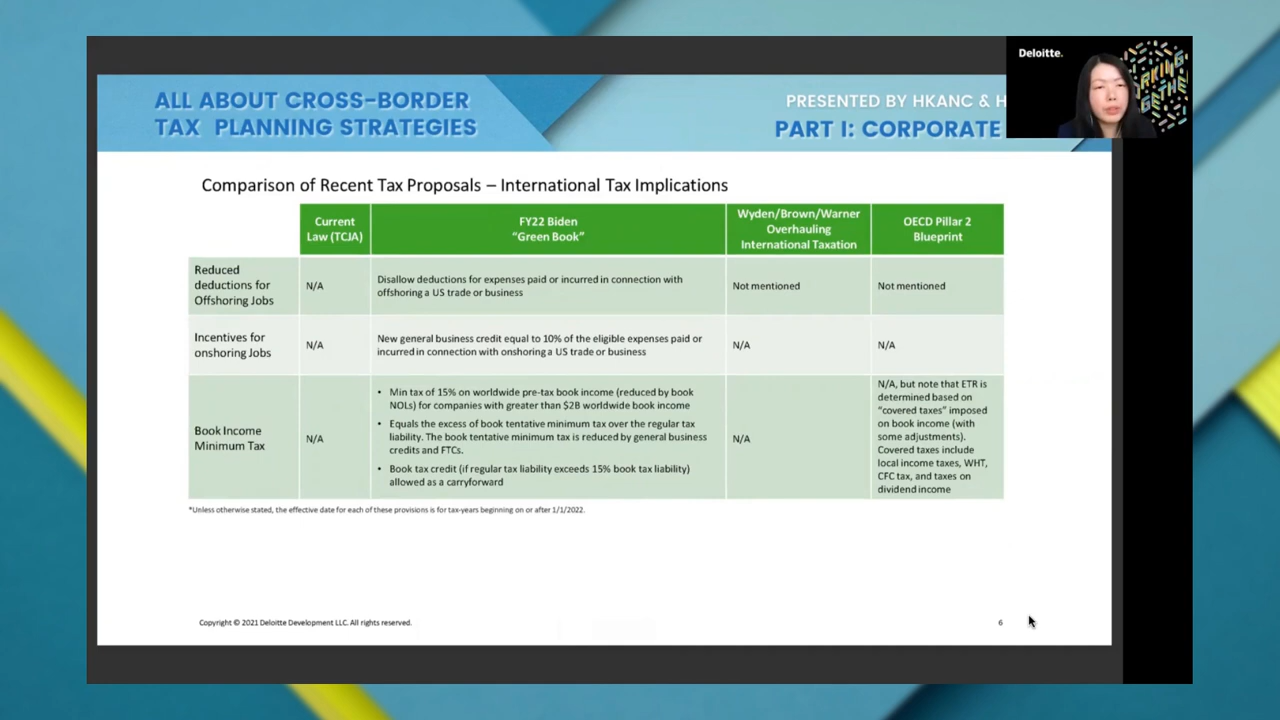 Deloitte.
ALL ABOUT CROSS-BORDER
TAX PLANNING STRATEGIES
PRESENTED BY HKANC &
PART I: CORPORATE
Comparison of Recent Tax Proposals – International Tax Implications
Current
Law (TCJA)
FY22 Biden
“Green Book”
Wyden/Brown/Warner
Overhauling
International Taxation
OECD Pillar 2
Blueprint
Reduced
deductions for
Offshoring Jobs
N/A
Disallow deductions for expenses paid or incurred in connection with
offshoring a US trade or business
Not mentioned
Not mentioned
Incentives for
onshoring Jobs
N/A
New general business credit equal to 10% of the eligible expenses paid or
incurred in connection with onshoring a US trade or business
N/A
N/A
Book Income
Minimum Tax
N/A
• Min tax of 15% on worldwide pre-tax book income (reduced by book
NOLs) for companies with greater than $2B worldwide book income
• Equals the excess of book tentative minimum tax over the regular tax
liability. The book tentative minimum tax is reduced by general business
credits and FTCs.
• Book tax credit (if regular tax liability exceeds 15% book tax liability)
allowed as a carryforward
N/A
N/A, but note that ETR is
determined based on
“covered taxes” imposed
on book income (with
some adjustments).
Covered taxes include
local income taxes, WHT,
CFC tax, and taxes on
dividend income
*Unless otherwise stated, the effective date for each of these provisions is for tax-years beginning on or after 1/1/2022.
Copyright © 2021 Deloitte Development LLC. All rights reserved.
6